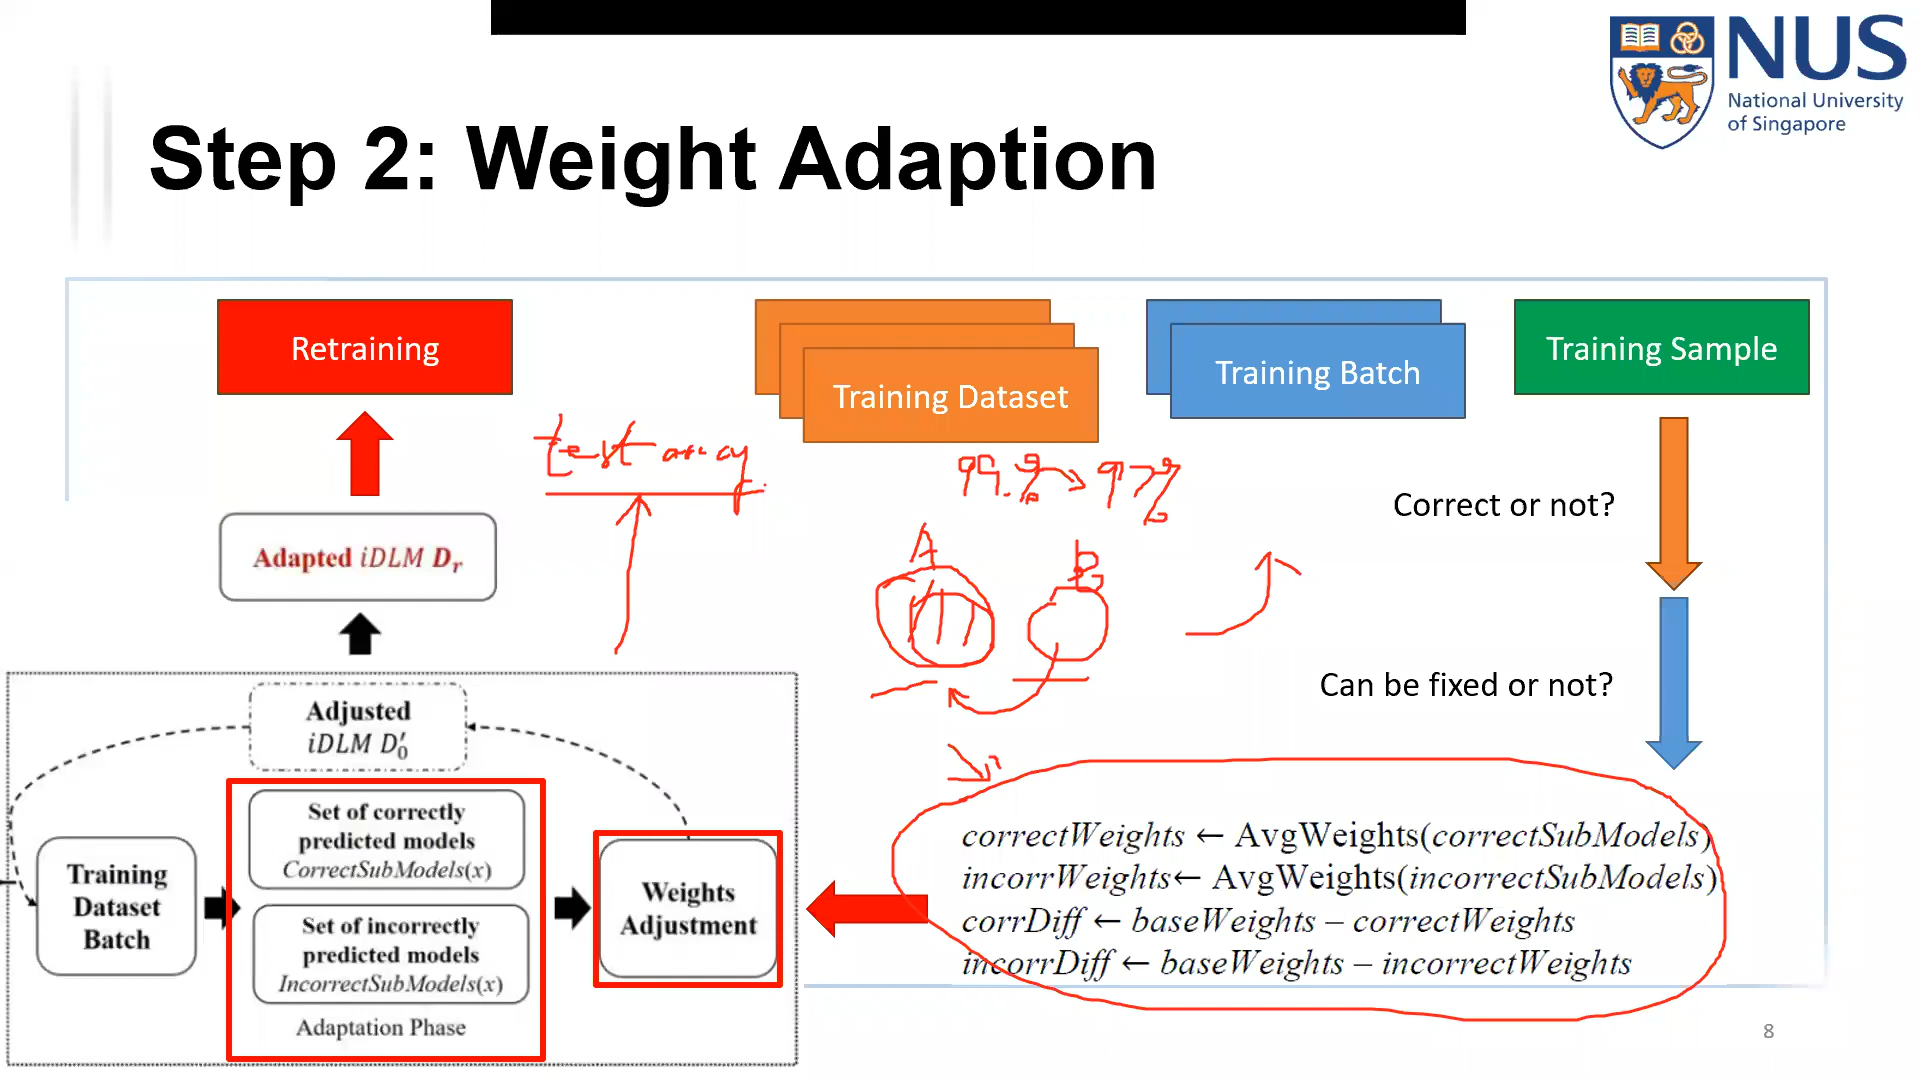 NUS
National University
of Singapore
Step 2: Weight Adaption
Retraining
Training Dataset
Training Batch
Training Sample
test array
99.9% 97%
Correct or not?
Adapted iDLM Dᵣ
A
B
Can be fixed or not?
Adjusted
iDLM D₀′
Set of correctly
predicted models
CorrectSubModels(x)
Training
Dataset
Batch
Set of incorrectly
predicted models
IncorrectSubModels(x)
Adaptation Phase
Weights
Adjustment
correctWeights ← AvgWeights(correctSubModels)
incorrWeights← AvgWeights(incorrectSubModels)
corrDiff ← baseWeights − correctWeights
incorrDiff ← baseWeights − incorrectWeights
8